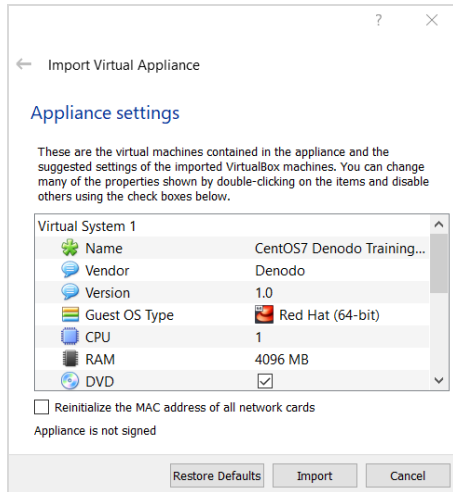 ?
Import Virtual Appliance
Appliance settings
These are the virtual machines contained in the appliance and the
suggested settings of the imported VirtualBox machines. You can change
many of the properties shown by double-clicking on the items and disable
others using the check boxes below.
Virtual System 1
Name CentOS7 Denodo Training...
Vendor Denodo
Version 1.0
Guest OS Type Red Hat (64-bit)
CPU 1
RAM 4096 MB
DVD
Reinitialize the MAC address of all network cards
Appliance is not signed
Restore Defaults Import Cancel